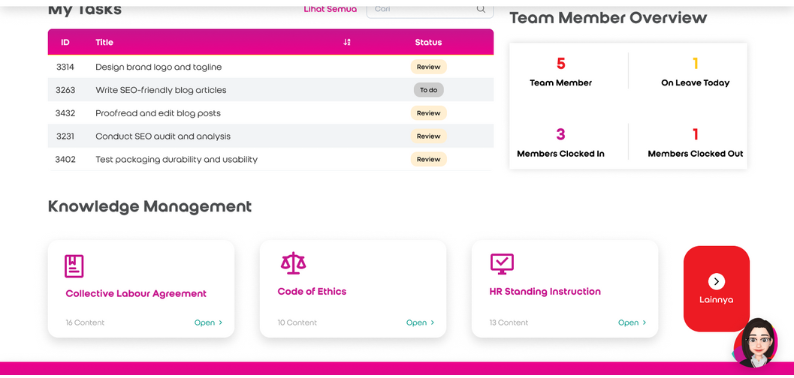 My Tasks
Lihat Semua
Cari
ID Title Status
3314 Design brand logo and tagline Review
3263 Write SEO-friendly blog articles To do
3432 Proofread and edit blog posts Review
3231 Conduct SEO audit and analysis Review
3402 Test packaging durability and usability Review
Team Member Overview
5
Team Member
1
On Leave Today
3
Members Clocked In
1
Members Clocked Out
Knowledge Management
Collective Labour Agreement
16 Content Open
Code of Ethics
10 Content Open
HR Standing Instruction
13 Content Open
Lainnya